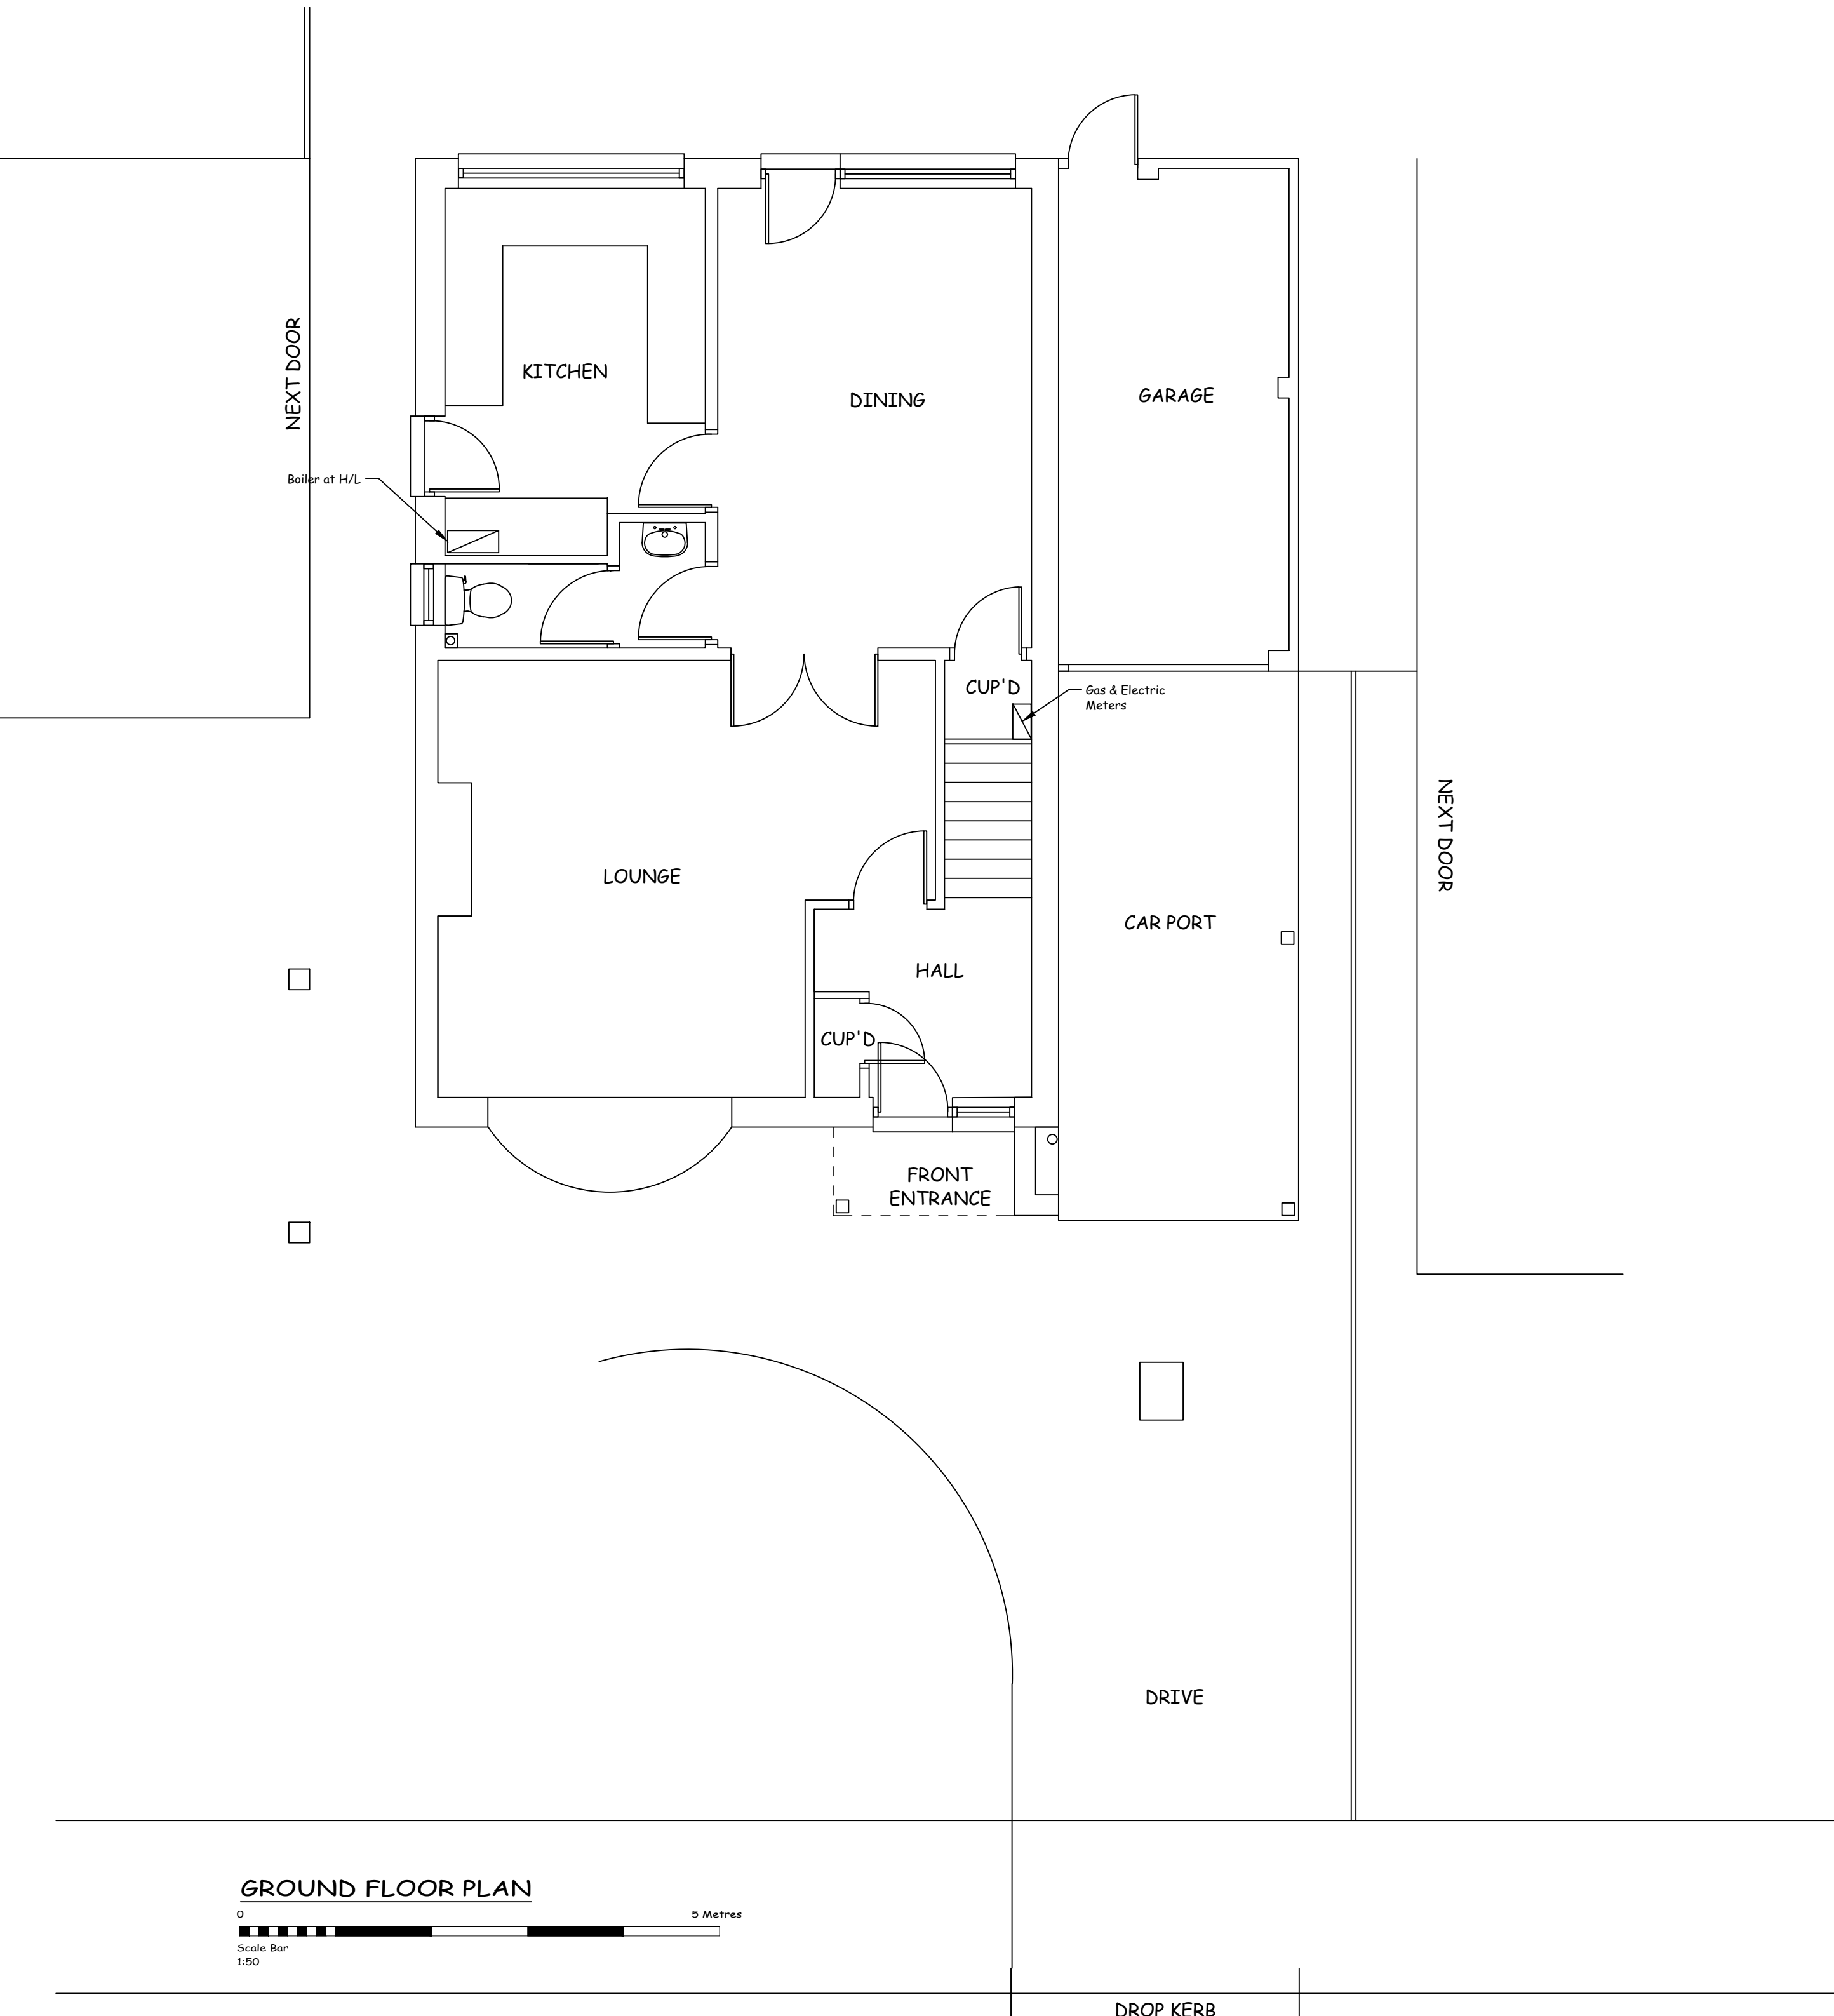 NEXT DOOR
KITCHEN
DINING
GARAGE
Boiler at H/L
CUP'D
Gas & Electric
Meters
NEXT DOOR
LOUNGE
CAR PORT
HALL
CUP'D
FRONT
ENTRANCE
DRIVE
GROUND FLOOR PLAN
0 5 Metres
Scale Bar
1:50
DROP KERB